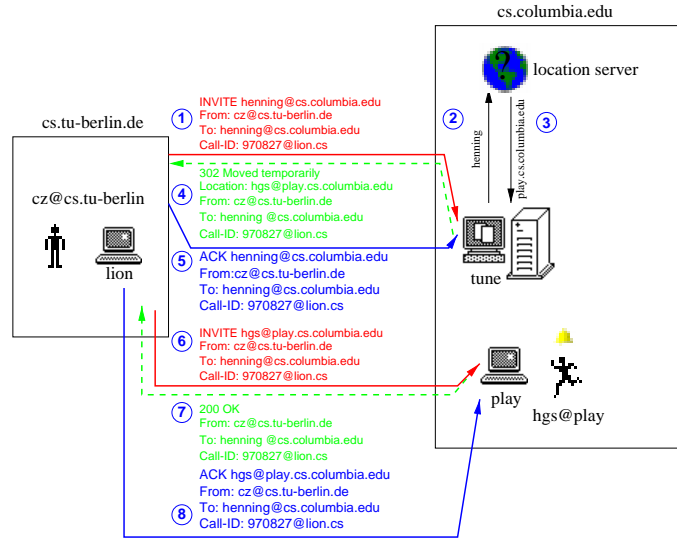 cs.columbia.edu
location server
cs.tu-berlin.de
1
INVITE henning@cs.columbia.edu
From: cz@cs.tu-berlin.de
To: henning@cs.columbia.edu
Call-ID: 970827@lion.cs
2
henning
3
play.cs.columbia.edu
cz@cs.tu-berlin
lion
4
302 Moved temporarily
Location: hgs@play.cs.columbia.edu
From: cz@cs.tu-berlin.de
To: henning @cs.columbia.edu
Call-ID: 970827@lion.cs
5
ACK henning@cs.columbia.edu
From:cz@cs.tu-berlin.de
To: henning@cs.columbia.edu
Call-ID: 970827@lion.cs
tune
6
INVITE hgs@play.cs.columbia.edu
From: cz@cs.tu-berlin.de
To: henning@cs.columbia.edu
Call-ID: 970827@lion.cs
play
hgs@play
7
200 OK
From: cz@cs.tu-berlin.de
To: henning @cs.columbia.edu
Call-ID: 970827@lion.cs
8
ACK hgs@play.cs.columbia.edu
From: cz@cs.tu-berlin.de
To: henning@cs.columbia.edu
Call-ID: 970827@lion.cs